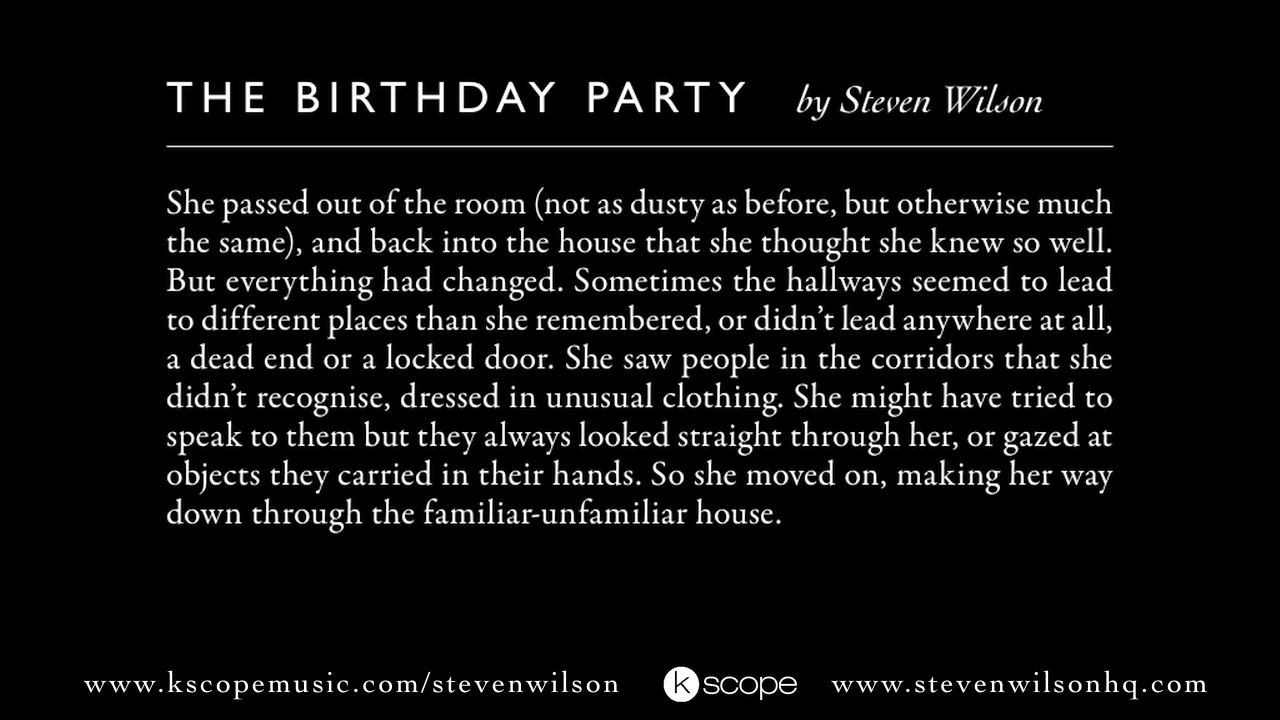 THE BIRTHDAY PARTY by Steven Wilson
She passed out of the room (not as dusty as before, but otherwise much
the same), and back into the house that she thought she knew so well.
But everything had changed. Sometimes the hallways seemed to lead
to different places than she remembered, or didn’t lead anywhere at all,
a dead end or a locked door. She saw people in the corridors that she
didn’t recognise, dressed in unusual clothing. She might have tried to
speak to them but they always looked straight through her, or gazed at
objects they carried in their hands. So she moved on, making her way
down through the familiar-unfamiliar house.
www.kscopemusic.com/stevenwilson kscope www.stevenwilsonhq.com